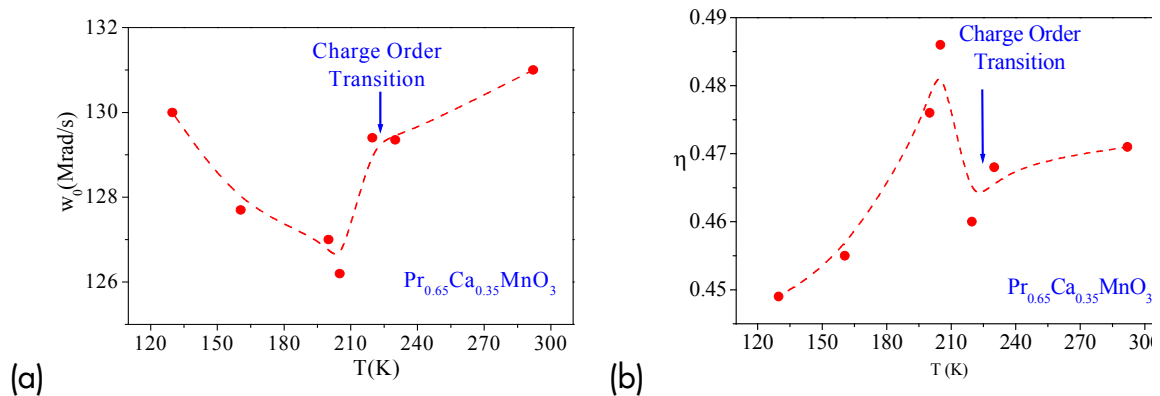 132
130
128
126
w₀(Mrad/s)
Charge Order
Transition
Pr₀.₆₅Ca₀.₃₅MnO₃
120 150 180 210 240 270 300
T(K)
(a)
0.49
0.48
0.47
0.46
0.45
η
Charge Order
Transition
Pr₀.₆₅Ca₀.₃₅MnO₃
120 150 180 210 240 270 300
T (K)
(b)